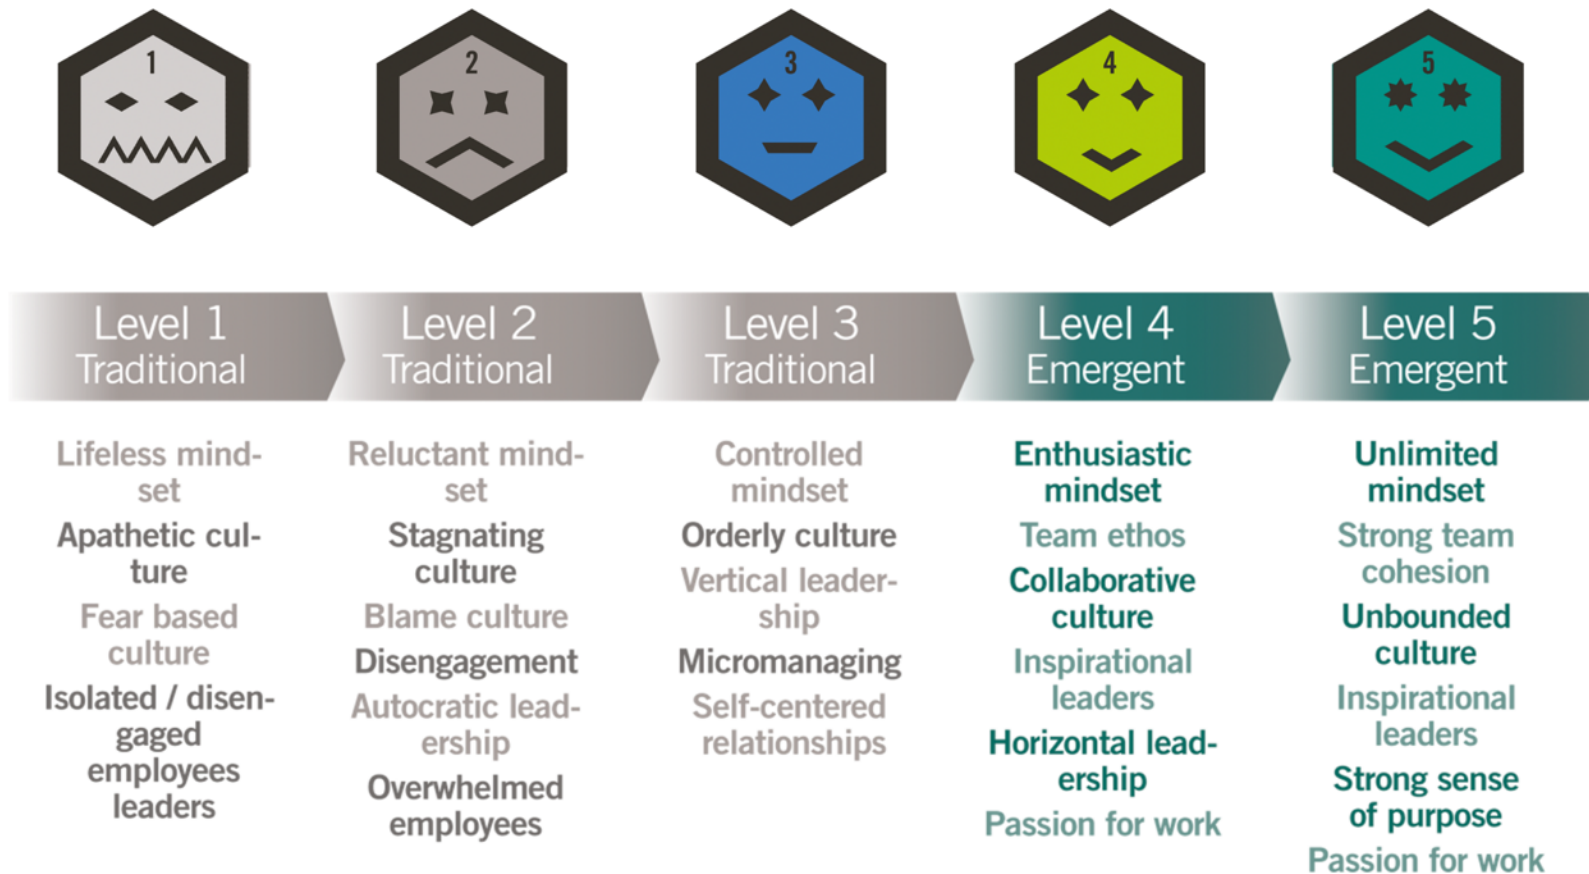 1
2
3
4
5
Level 1
Traditional
Level 2
Traditional
Level 3
Traditional
Level 4
Emergent
Level 5
Emergent
Lifeless mind-
set
Apathetic cul-
ture
Fear based
culture
Isolated / disen-
gaged
employees
leaders
Reluctant mind-
set
Stagnating
culture
Blame culture
Disengagement
Autocratic lead-
ership
Overwhelmed
employees
Controlled
mindset
Orderly culture
Vertical leader-
ship
Micromanaging
Self-centered
relationships
Enthusiastic
mindset
Team ethos
Collaborative
culture
Inspirational
leaders
Horizontal lead-
ership
Passion for work
Unlimited
mindset
Strong team
cohesion
Unbounded
culture
Inspirational
leaders
Strong sense
of purpose
Passion for work